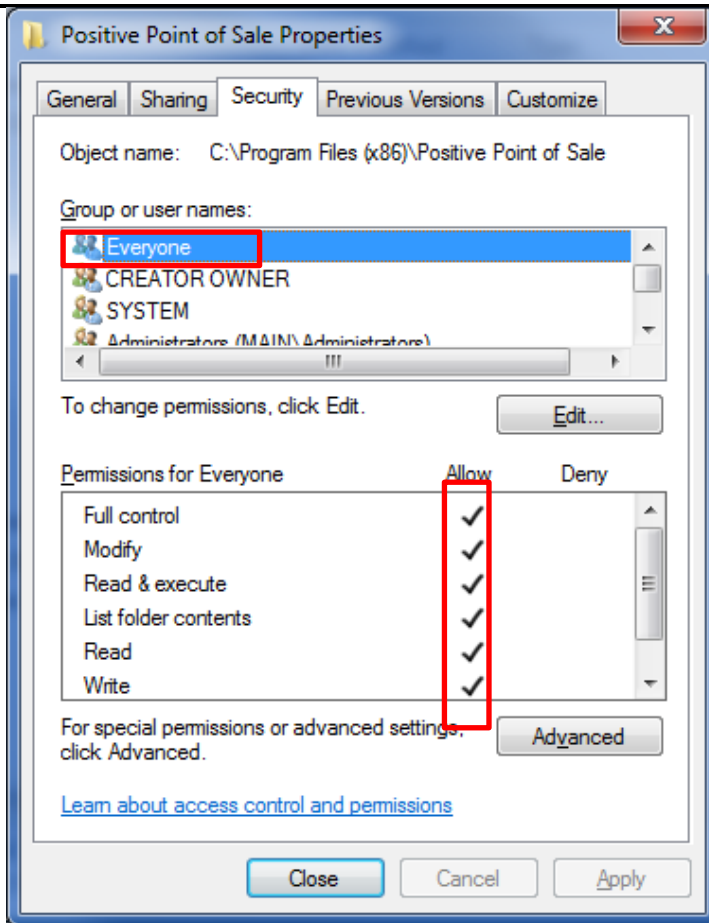 Positive Point of Sale Properties
General Sharing Security Previous Versions Customize
Object name: C:\Program Files (x86)\Positive Point of Sale
Group or user names:
Everyone
CREATOR OWNER
SYSTEM
Administrators (MAIN\Administrators)
To change permissions, click Edit.
Edit...
Permissions for Everyone Allow Deny
Full control
Modify
Read & execute
List folder contents
Read
Write
For special permissions or advanced settings,
click Advanced.
Advanced
Learn about access control and permissions
Close Cancel Apply